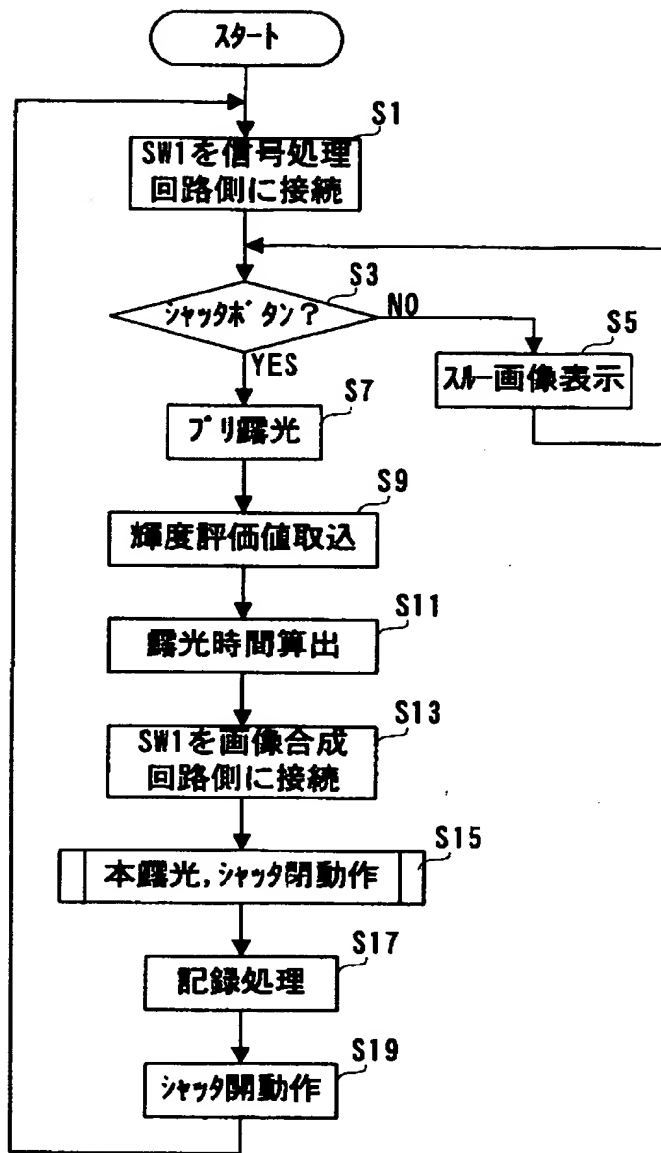 スタート
S1
SW1を信号処理
回路側に接続
S3
シャッタボタン?
NO
S5
スルー画像表示
YES
S7
プリ露光
S9
輝度評価値取込
S11
露光時間算出
S13
SW1を画像合成
回路側に接続
S15
本露光,シャッタ閉動作
S17
記録処理
S19
シャッタ開動作